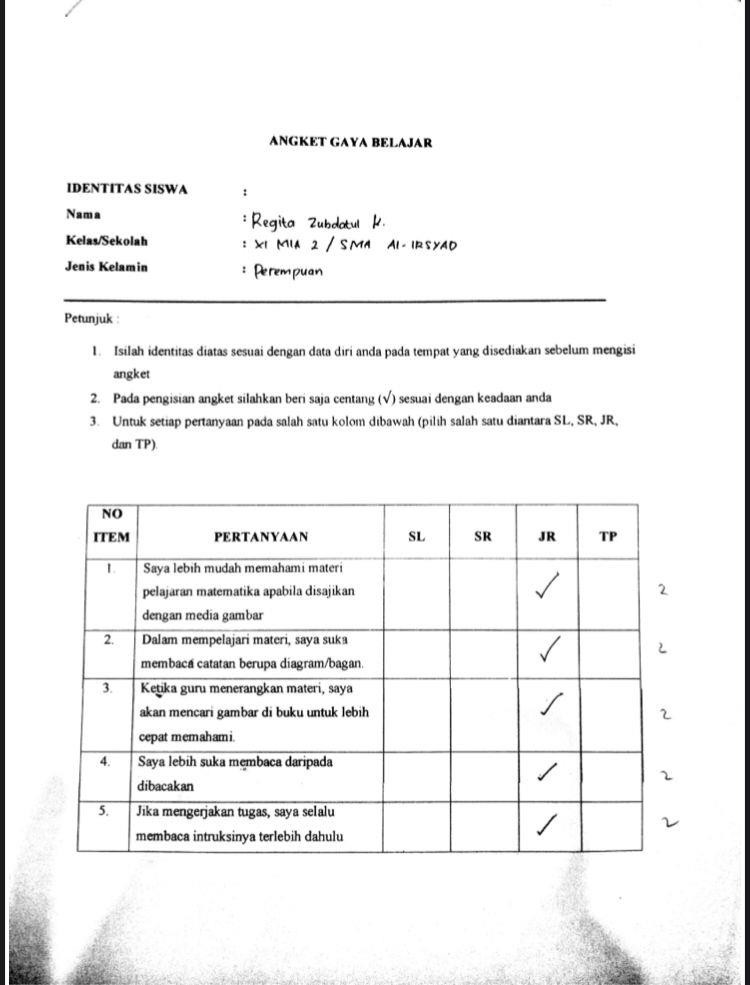 ANGKET GAYA BELAJAR
IDENTITAS SISWA :
Nama : Regita Zubdatul K.
Kelas/Sekolah : XI MIA 2 / SMA Al-IRSYAD
Jenis Kelamin : Perempuan
Petunjuk :
1. Isilah identitas diatas sesuai dengan data diri anda pada tempat yang disediakan sebelum mengisi
angket
2. Pada pengisian angket silahkan beri saja centang (√) sesuai dengan keadaan anda
3. Untuk setiap pertanyaan pada salah satu kolom dibawah (pilih salah satu diantara SL, SR, JR,
dan TP).
NO
ITEM PERTANYAAN SL SR JR TP
1. Saya lebih mudah memahami materi
pelajaran matematika apabila disajikan ✓ 2
dengan media gambar
2. Dalam mempelajari materi, saya suka
membaca catatan berupa diagram/bagan. ✓ 2
3. Ketika guru menerangkan materi, saya
akan mencari gambar di buku untuk lebih ✓ 2
cepat memahami.
4. Saya lebih suka membaca daripada
dibacakan ✓ 2
5. Jika mengerjakan tugas, saya selalu
membaca intruksinya terlebih dahulu ✓ 2